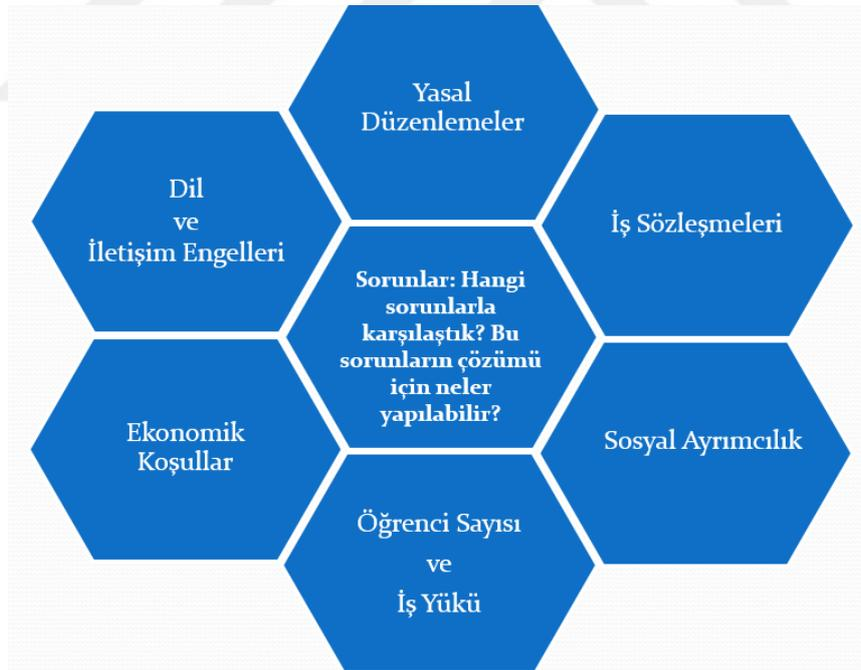 Yasal
Düzenlemeler
Dil
ve
İletişim Engelleri
İş Sözleşmeleri
Sorunlar: Hangi
sorunlarla
karşılaştık? Bu
sorunların çözümü
için neler
yapılabilir?
Ekonomik
Koşullar
Sosyal Ayrımcılık
Öğrenci Sayısı
ve
İş Yükü